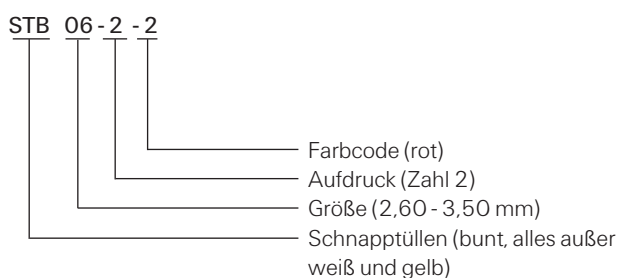 STB 06 - 2 - 2
Farbcode (rot)
Aufdruck (Zahl 2)
Größe (2,60 - 3,50 mm)
Schnapptüllen (bunt, alles außer
weiß und gelb)